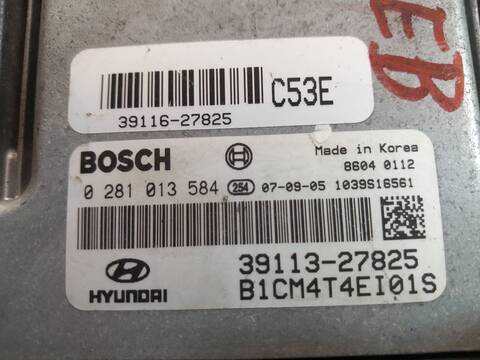 EB
C53E
39116-27825
BOSCH
Made in Korea
8604 0112
0 281 013 584 254 07-09-05 1039S16561
39113-27825
HYUNDAI
B1CM4T4EI01S